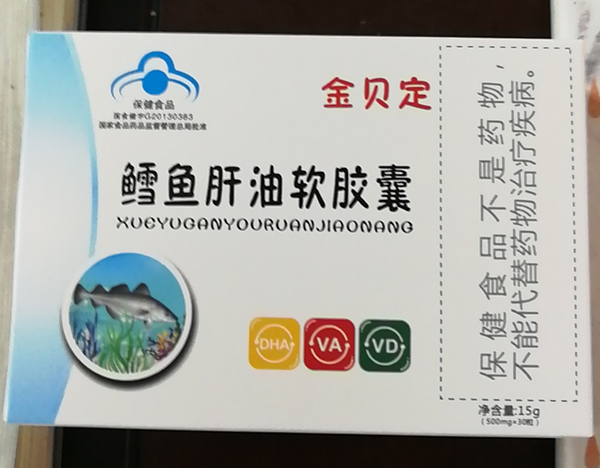 保健食品
国食健字G20130383
国家食品药品监督管理总局批准
金贝定
鳕鱼肝油软胶囊
XUEYUGANYOURUANJIAONANG
DHA
VA
VD
保健食品不是药物，
不能代替药物治疗疾病。
净含量:15g
(500mg×30粒)